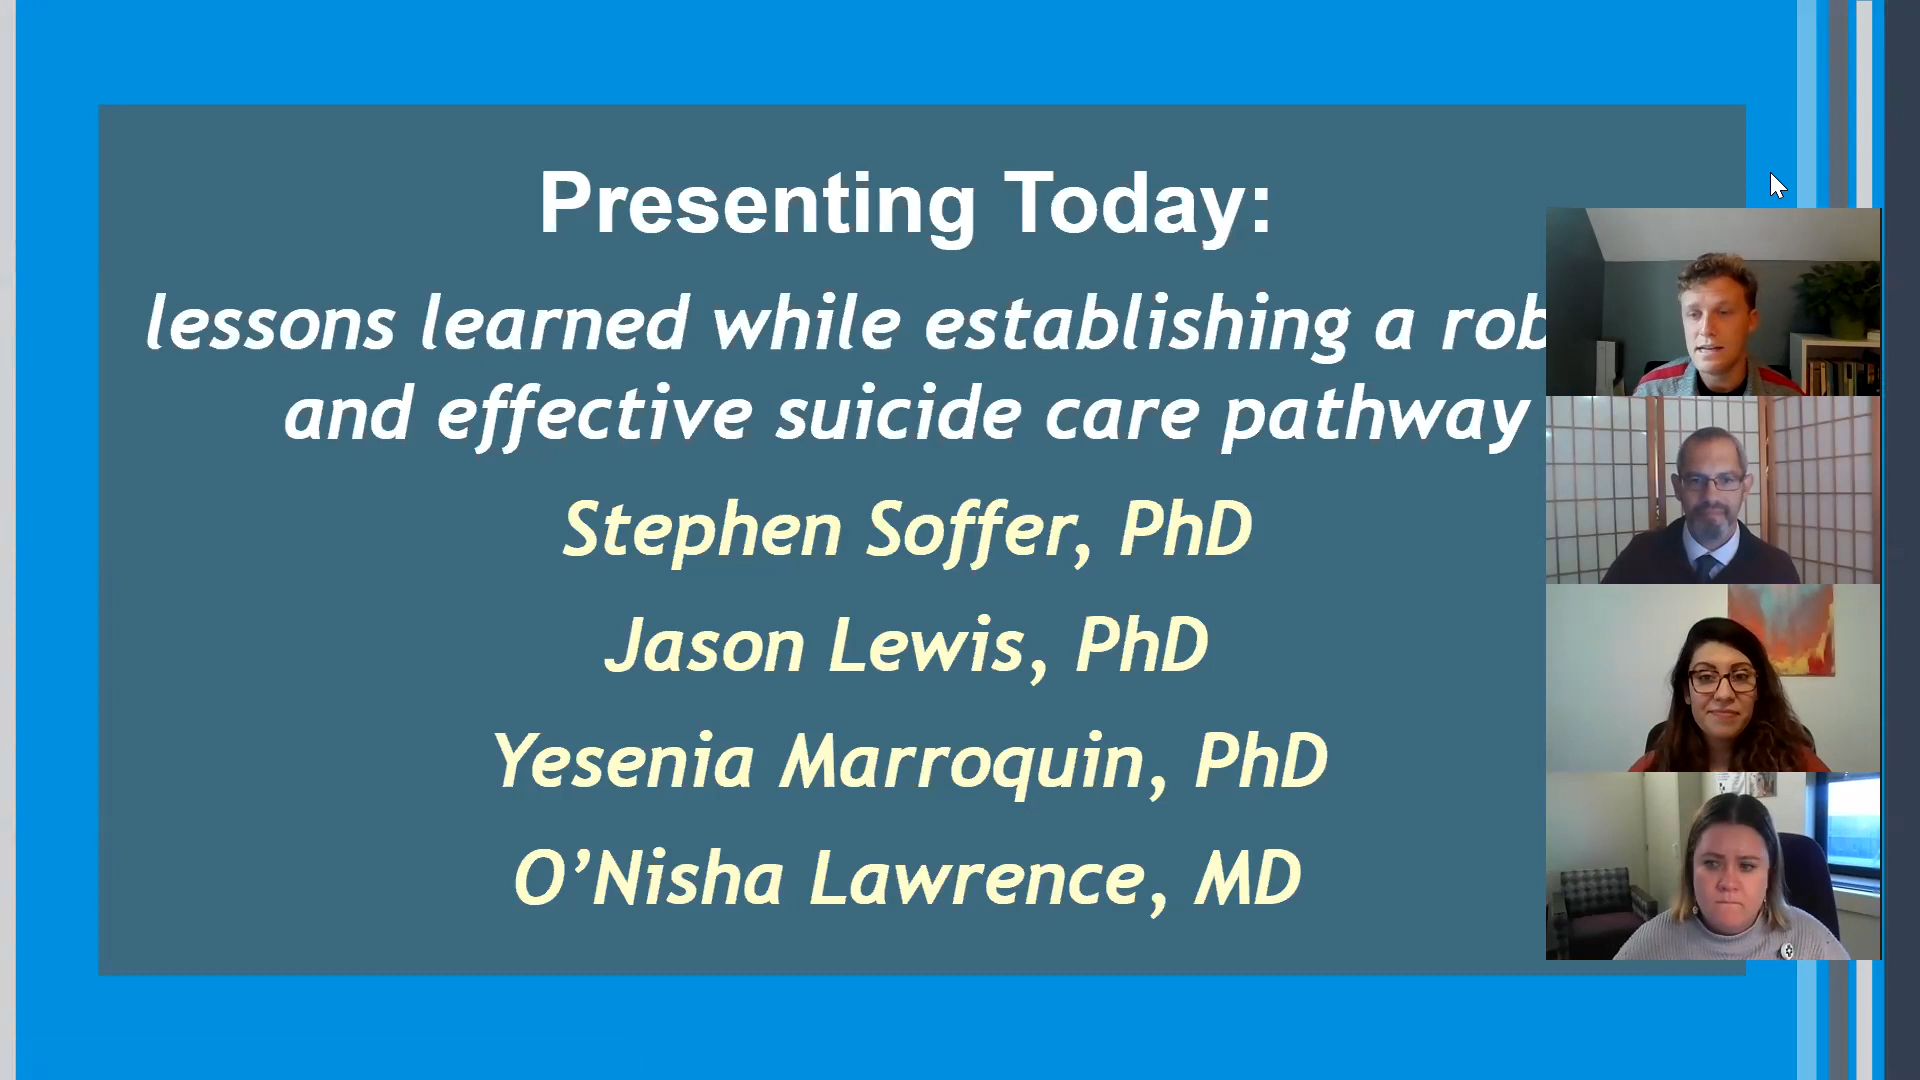 Presenting Today:
lessons learned while establishing a rob
and effective suicide care pathway
Stephen Soffer, PhD
Jason Lewis, PhD
Yesenia Marroquin, PhD
O’Nisha Lawrence, MD